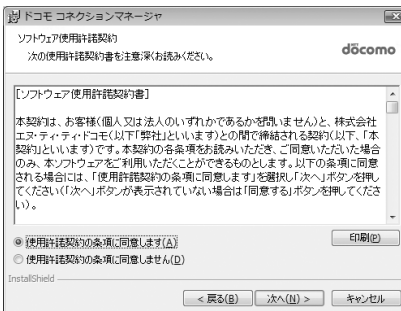 ドコモ コネクションマネージャ
ソフトウェア使用許諾契約
次の使用許諾契約書を注意深くお読みください。
döcomo
[ソフトウェア使用許諾契約書]
本契約は、お客様(個人又は法人のいずれかであるかを問いません)と、株式会社
エヌ・ティ・ティ・ドコモ(以下「弊社」といいます)との間で締結される契約(以下、「本
契約」といいます)です。本契約の各条項をお読みいただき、ご同意いただいた場合
のみ、本ソフトウェアをご利用いただくことができるものとします。以下の条項に同意
される場合には、「使用許諾契約の条項に同意します」を選択し「次へ」ボタンを押し
てください(「次へ」ボタンが表示されていない場合は「同意する」ボタンを押してくださ
い)。
使用許諾契約の条項に同意します(A)
印刷(P)
使用許諾契約の条項に同意しません(D)
InstallShield
< 戻る(B)
次へ(N) >
キャンセル